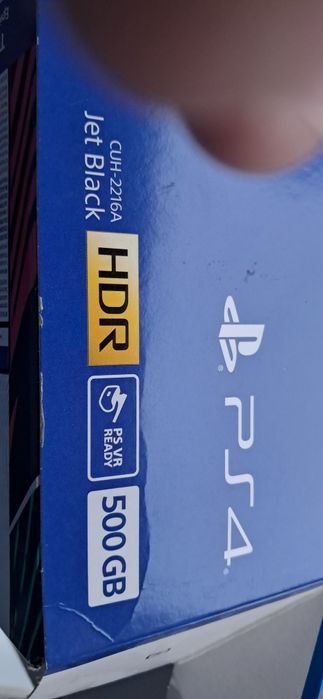 PS4
CUH-2216A
Jet Black
HDR
PS VR
READY
500 GB